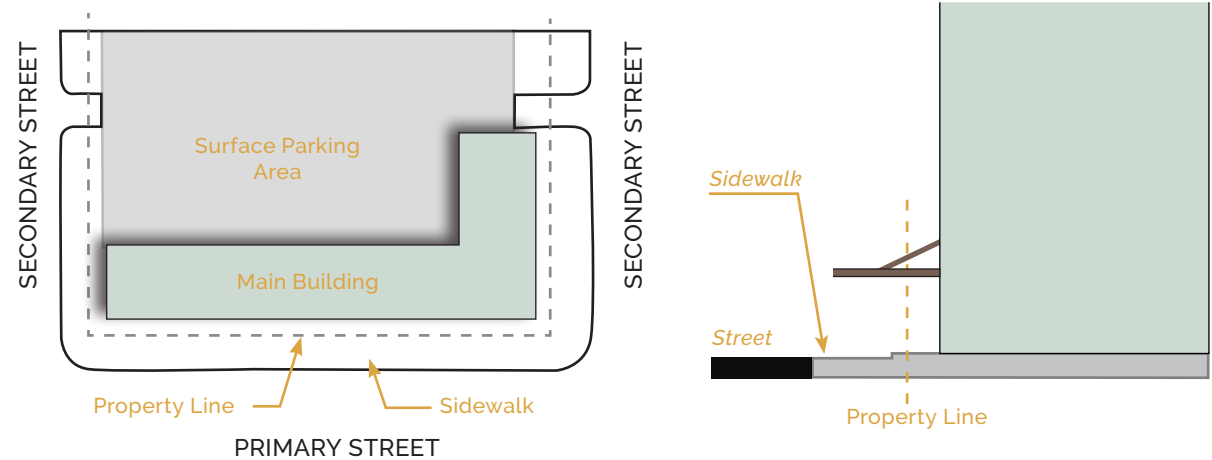 SECONDARY STREET
Surface Parking
Area
Main Building
SECONDARY STREET
Property Line
Sidewalk
PRIMARY STREET
Sidewalk
Street
Property Line